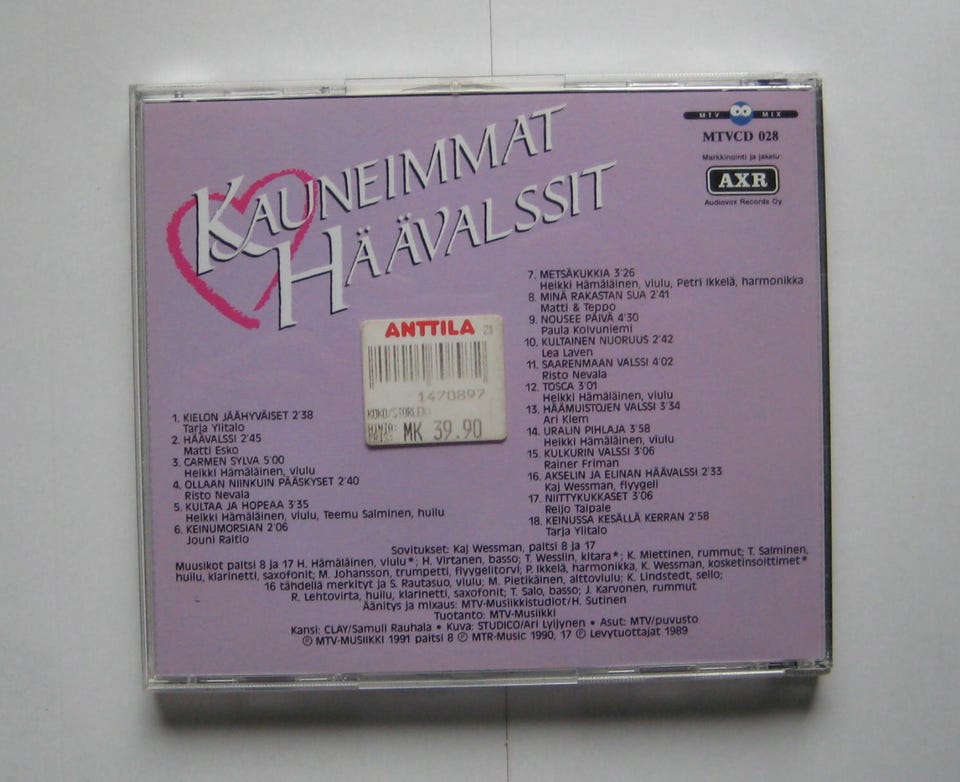 KAUNEIMMAT
HÄÄVALSSIT
MTV MIX
MTVCD 028
Markkinointi ja jakelu:
AXR
Audiovox Records Oy
ANTTILA 21
1470897
KOKO/STORLEK:
HINTA:
PRIS: MK 39.90
1. KIELON JÄÄHYVÄISET 2'38
Tarja Ylitalo
2. HÄÄVALSSI 2'45
Matti Esko
3. CARMEN SYLVA 5'00
Heikki Hämäläinen, viulu
4. OLLAAN NIINKUIN PÄÄSKYSET 2'40
Risto Nevala
5. KULTAA JA HOPEAA 3'35
Heikki Hämäläinen, viulu, Teemu Salminen, huilu
6. KEINUMORSIAN 2'06
Jouni Raitio
7. METSÄKUKKIA 3'26
Heikki Hämäläinen, viulu, Petri Ikkelä, harmonikka
8. MINÄ RAKASTAN SUA 2'41
Matti & Teppo
9. NOUSEE PÄIVÄ 4'30
Paula Koivuniemi
10. KULTAINEN NUORUUS 2'42
Lea Laven
11. SAARENMAAN VALSSI 4'02
Risto Nevala
12. TOSCA 3'01
Heikki Hämäläinen, viulu
13. HÄÄMUISTOJEN VALSSI 3'34
Ari Klem
14. URALIN PIHLAJA 3'58
Heikki Hämäläinen, viulu
15. KULKURIN VALSSI 3'06
Rainer Friman
16. AKSELIN JA ELINAN HÄÄVALSSI 2'33
Kaj Wessman, flyygeli
17. NIITTYKUKKASET 3'06
Reijo Taipale
18. KEINUSSA KESÄLLÄ KERRAN 2'58
Tarja Ylitalo
Sovitukset: Kaj Wessman, paitsi 8 ja 17
Muusikot paitsi 8 ja 17 H. Hämäläinen, viulu*; H. Virtanen, basso; T. Wesslin, kitara*; K. Miettinen, rummut; T. Salminen,
huilu, klarinetti, saxofonit; M. Johansson, trumpetti, flyygelitorvi; P. Ikkelä, harmonikka, K. Wessman, kosketinsoittimet*
16 tähdellä merkityt ja S. Rautasuo, viulu; M. Pietikäinen, alttoviulu; K. Lindstedt, sello;
R. Lehtovirta, huilu, klarinetti, saxofonit; T. Salo, basso; J. Karvonen, rummut
Äänitys ja mixaus: MTV-Musiikkistudiot/H. Sutinen
Tuotanto: MTV-Musiikki
Kansi: CLAY/Samuli Rauhala • Kuva: STUDICO/Ari Lyijynen • Asut: MTV/puvusto
Ⓟ MTV-MUSIIKKI 1991 paitsi 8 Ⓟ MTR-Music 1990, 17 Ⓟ Levytuottajat 1989